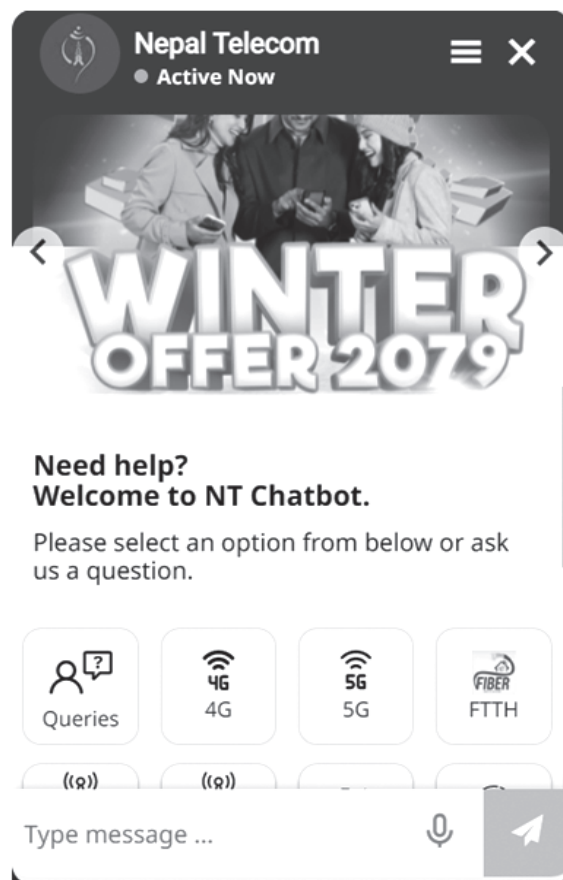 Nepal Telecom
Active Now
WINTER
OFFER 2079
Need help?
Welcome to NT Chatbot.
Please select an option from below or ask
us a question.
?
4G
5G
FIBER
Queries
4G
5G
FTTH
Type message ...